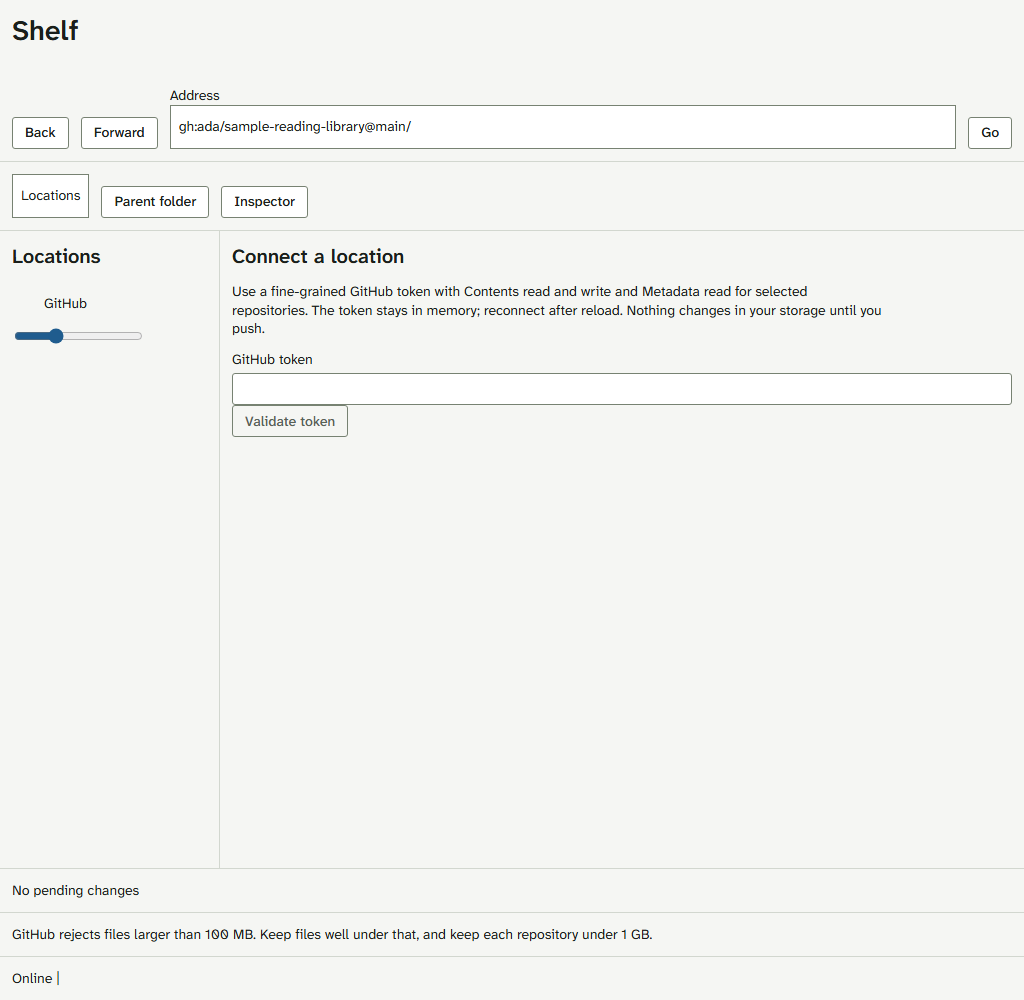 Shelf
Address
Back
Forward
gh:ada/sample-reading-library@main/
Go
Locations
Parent folder
Inspector
Locations
GitHub
Connect a location
Use a fine-grained GitHub token with Contents read and write and Metadata read for selected
repositories. The token stays in memory; reconnect after reload. Nothing changes in your storage until you
push.
GitHub token
Validate token
No pending changes
GitHub rejects files larger than 100 MB. Keep files well under that, and keep each repository under 1 GB.
Online